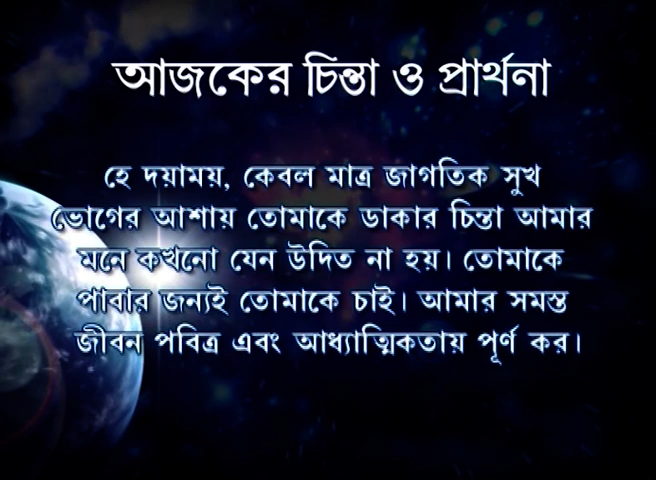 আজকের চিন্তা ও প্রার্থনা
হে দয়াময়, কেবল মাত্র জাগতিক সুখ
ভোগের আশায় তোমাকে ডাকার চিন্তা আমার
মনে কখনো যেন উদিত না হয়। তোমাকে
পাবার জন্যই তোমাকে চাই। আমার সমস্ত
জীবন পবিত্র এবং আধ্যাত্মিকতায় পূর্ণ কর।